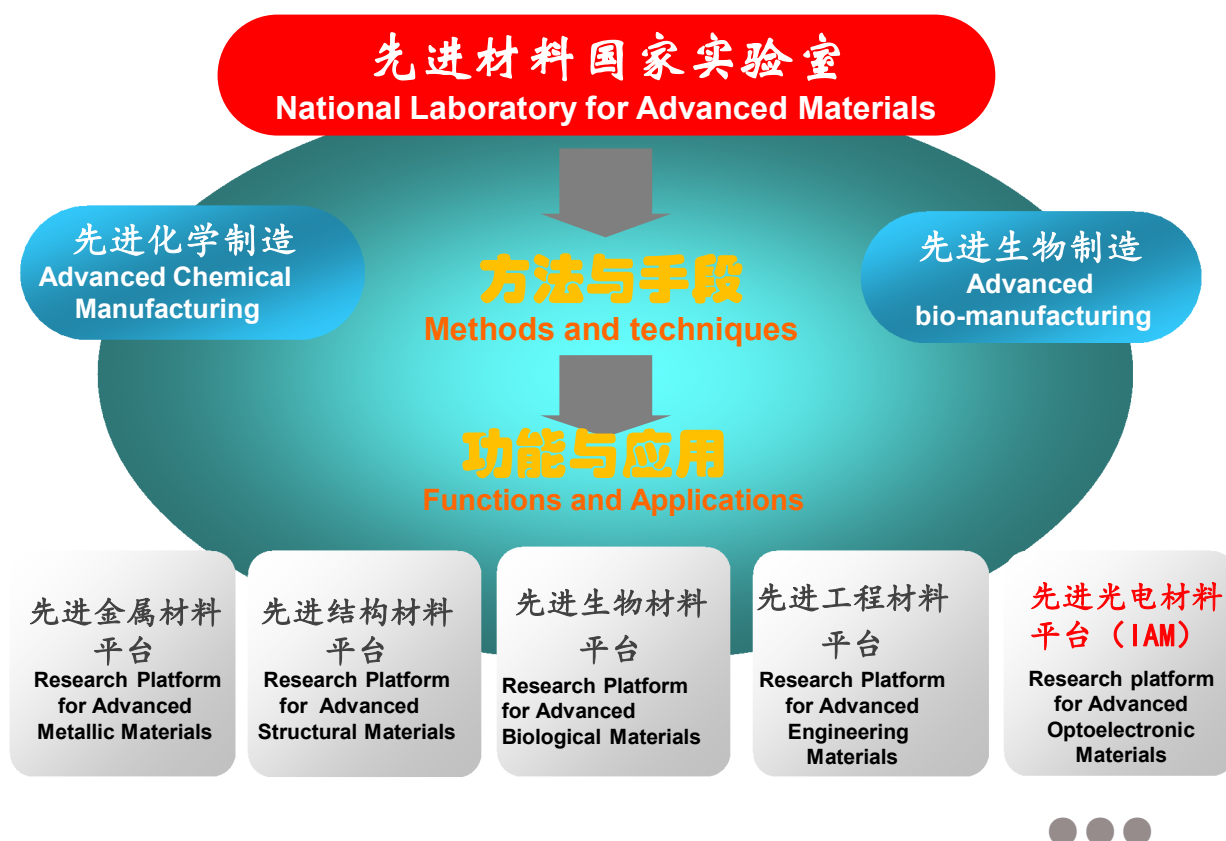 先进材料国家实验室
National Laboratory for Advanced Materials
先进化学制造
Advanced Chemical
Manufacturing
方法与手段
Methods and techniques
先进生物制造
Advanced
bio-manufacturing
功能与应用
Functions and Applications
先进金属材料
平台
Research Platform
for Advanced
Metallic Materials
先进结构材料
平台
Research Platform
for Advanced
Structural Materials
先进生物材料
平台
Research Platform
for Advanced
Biological Materials
先进工程材料
平台
Research Platform
for Advanced
Engineering
Materials
先进光电材料
平台（IAM）
Research platform
for Advanced
Optoelectronic
Materials